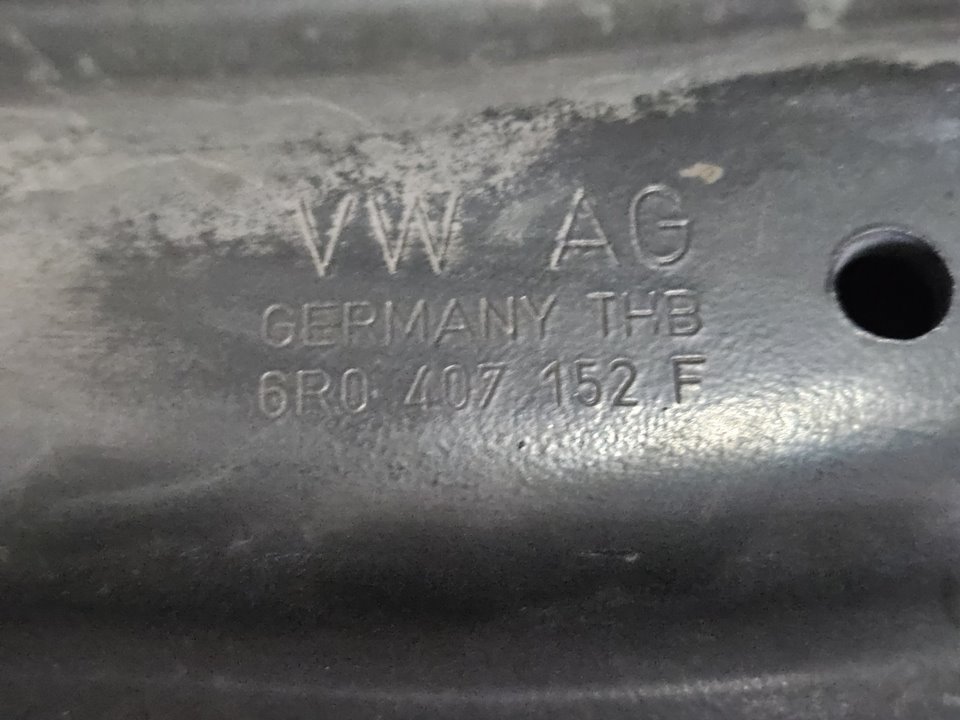 VW AG
GERMANY THB
6R0 407 152 F